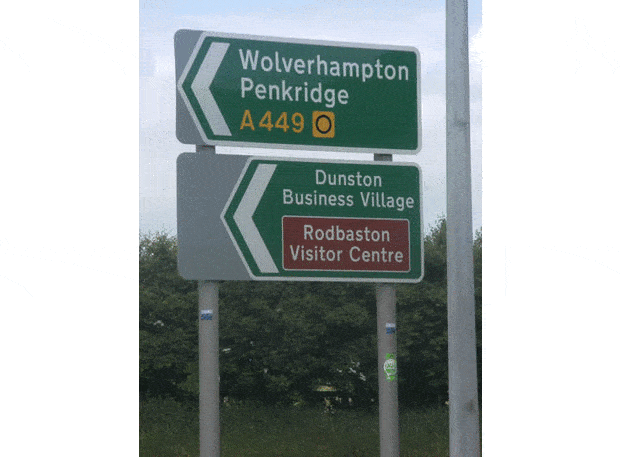 Wolverhampton
Penkridge
A449
Dunston
Business Village
Rodbaston
Visitor Centre